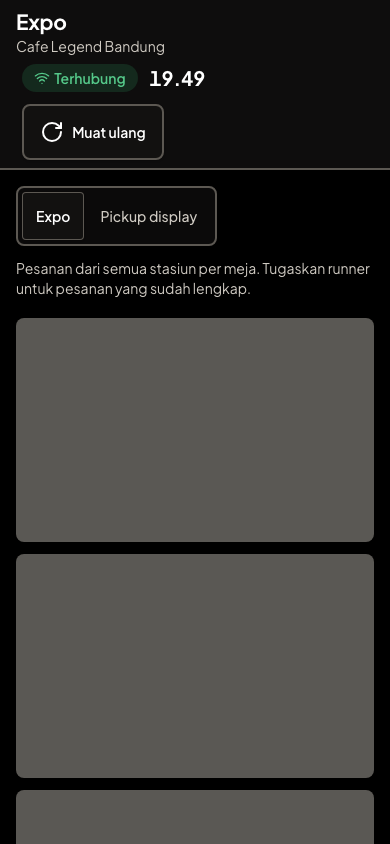 Expo
Cafe Legend Bandung
Terhubung 19.49
Muat ulang
Expo Pickup display
Pesanan dari semua stasiun per meja. Tugaskan runner
untuk pesanan yang sudah lengkap.